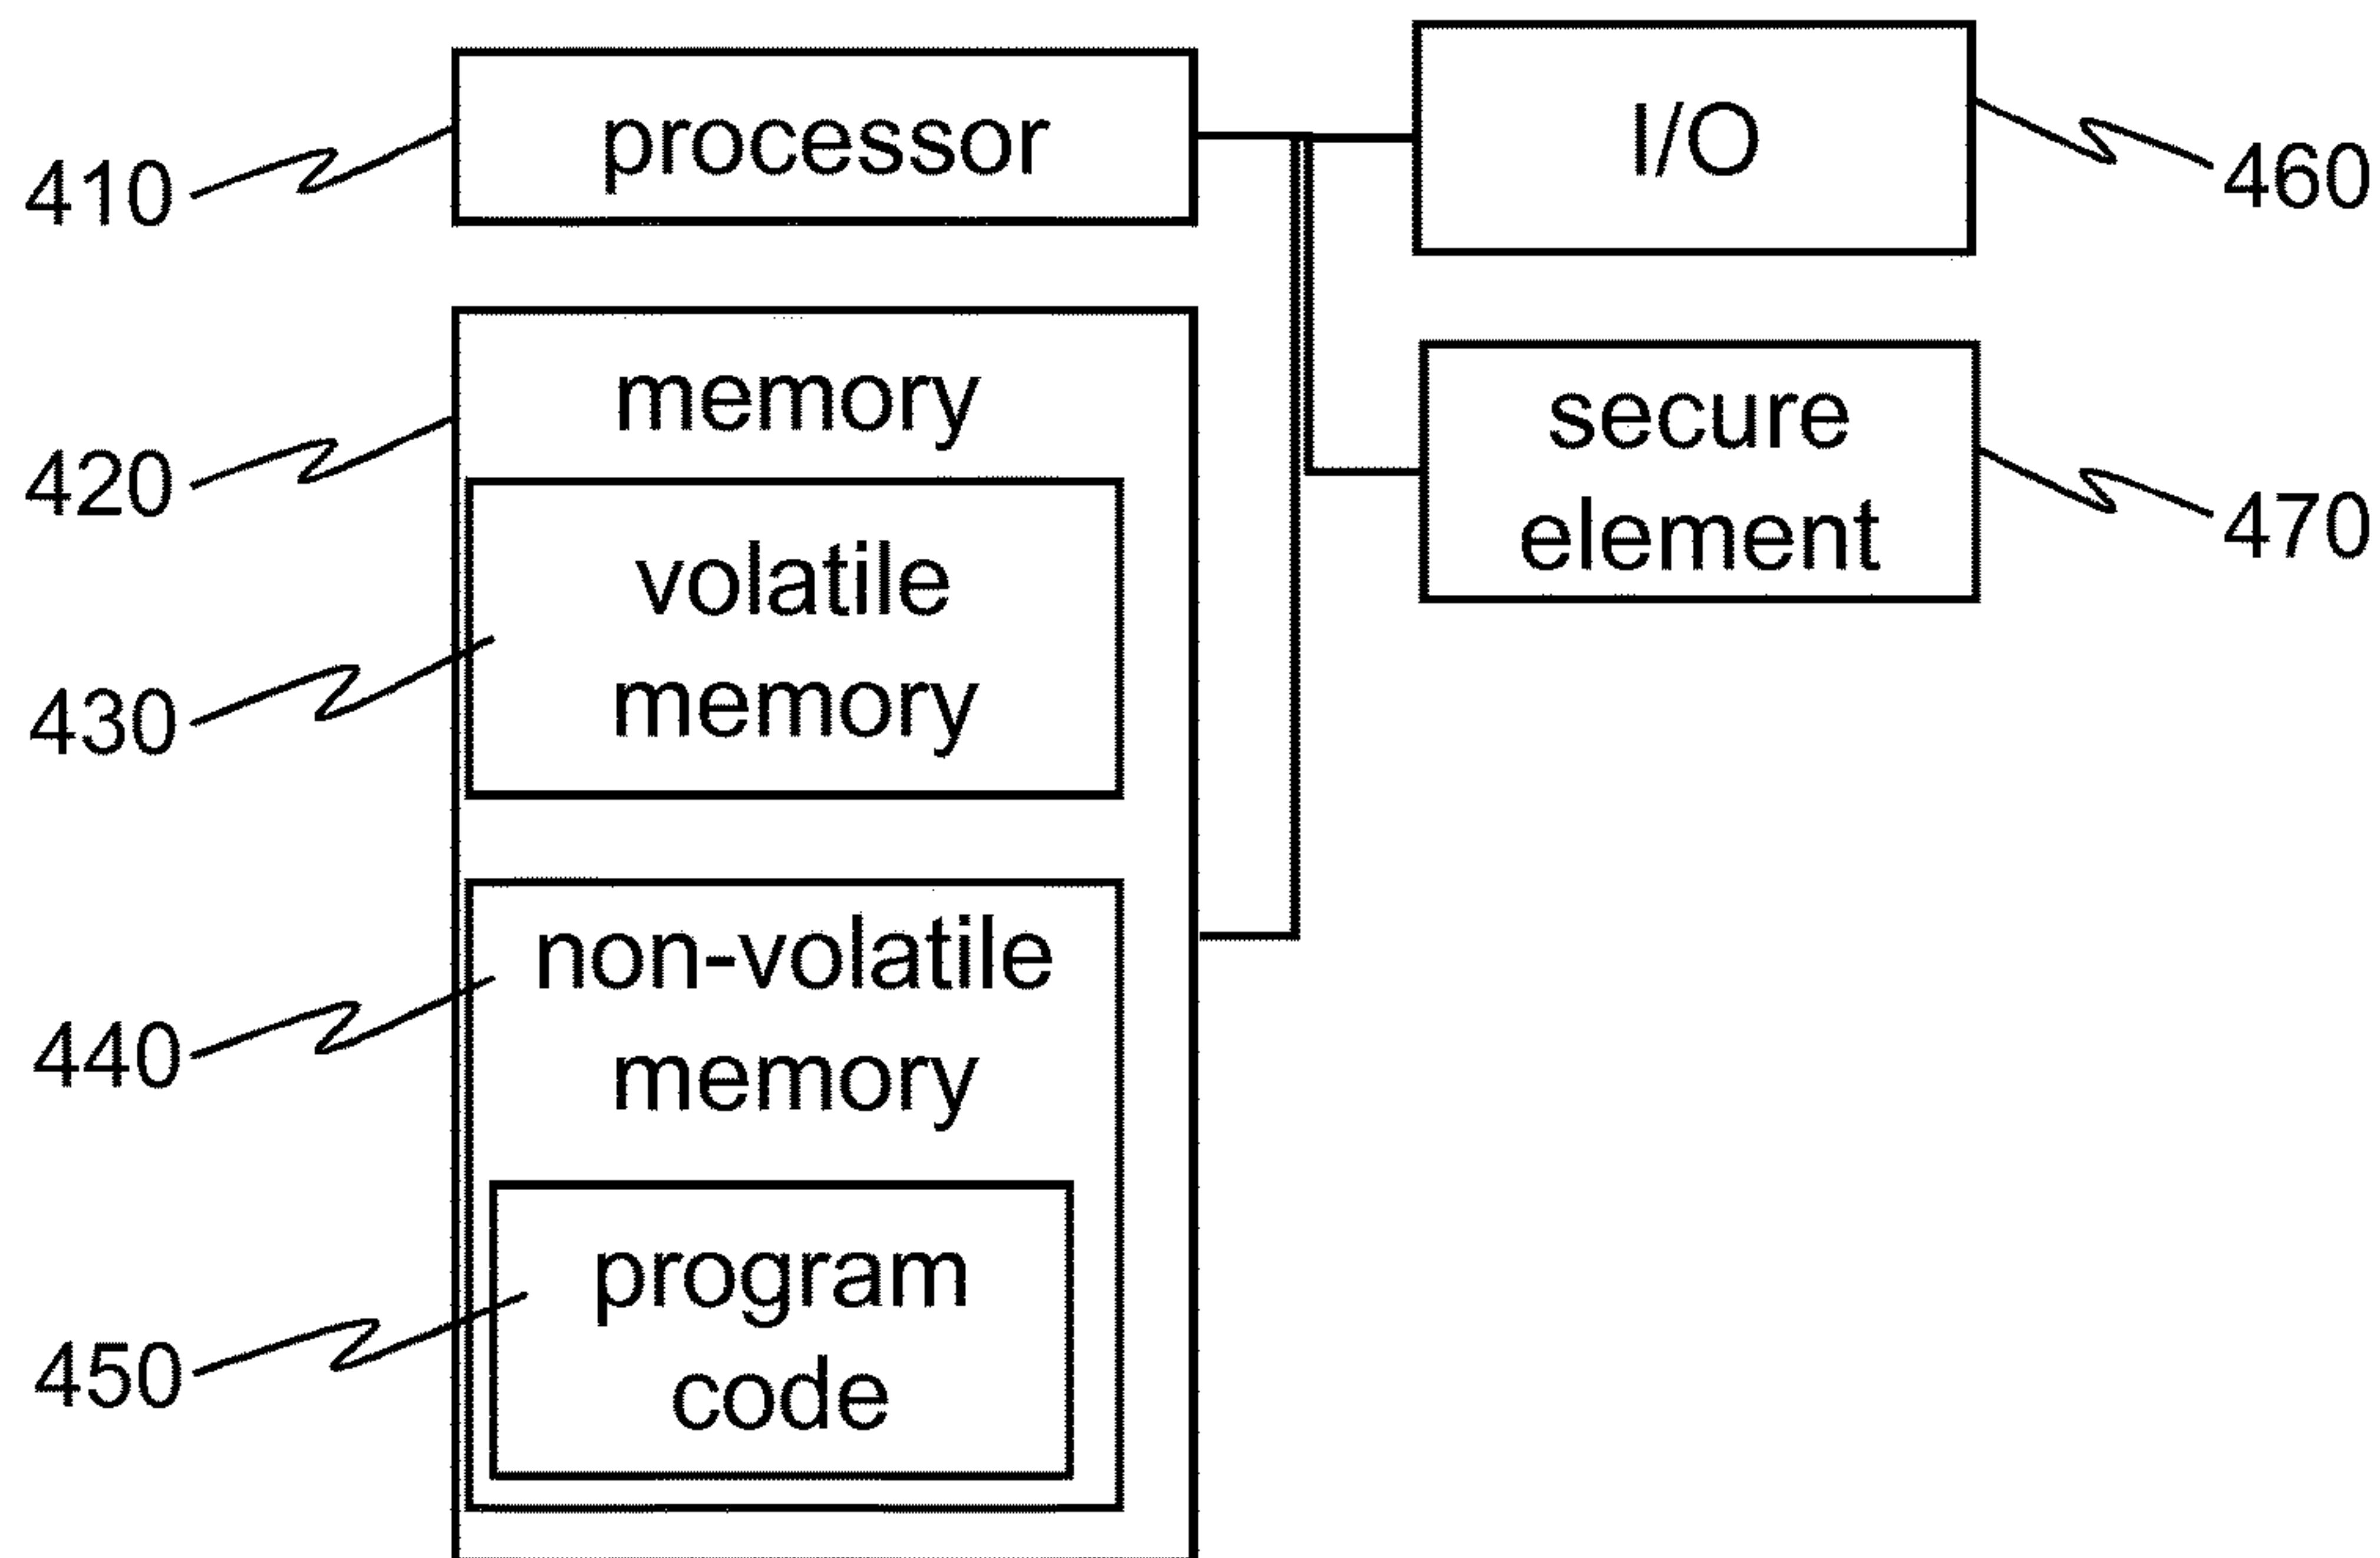 410
processor
I/O
460
420
memory
secure
element
470
430
volatile
memory
440
non-volatile
memory
450
program
code